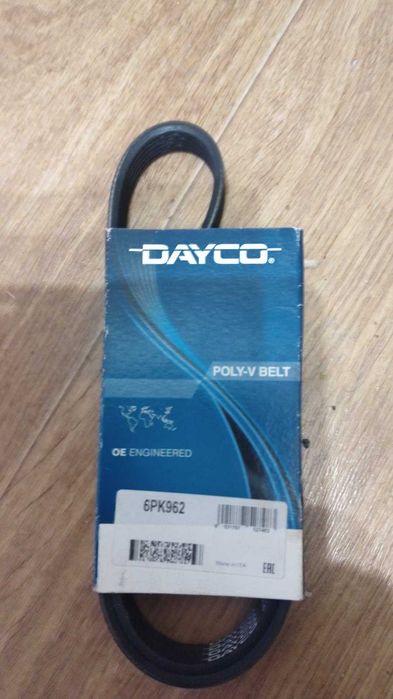 DAYCO®
POLY-V BELT
OE ENGINEERED
6PK962
EAC